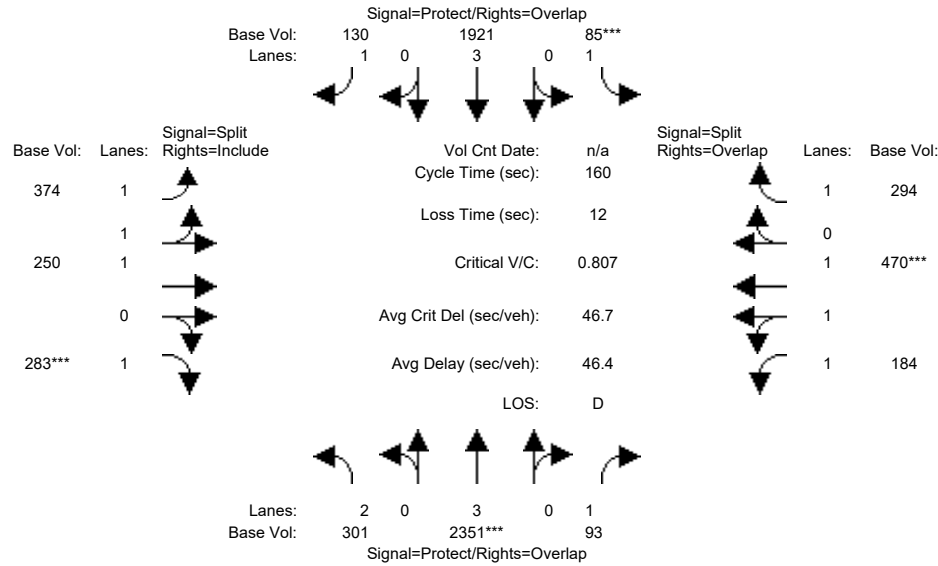 Signal=Protect/Rights=Overlap
Base Vol: 130 1921 85***
Lanes: 1 0 3 0 1
Signal=Split
Base Vol: Lanes: Rights=Include
Vol Cnt Date: n/a
Signal=Split
Rights=Overlap Lanes: Base Vol:
Cycle Time (sec): 160
374 1
1 294
Loss Time (sec): 12
1
0
250 1
Critical V/C: 0.807
1 470***
0
Avg Crit Del (sec/veh): 46.7
1
283*** 1
Avg Delay (sec/veh): 46.4
1 184
LOS: D
Lanes: 2 0 3 0 1
Base Vol: 301 2351*** 93
Signal=Protect/Rights=Overlap